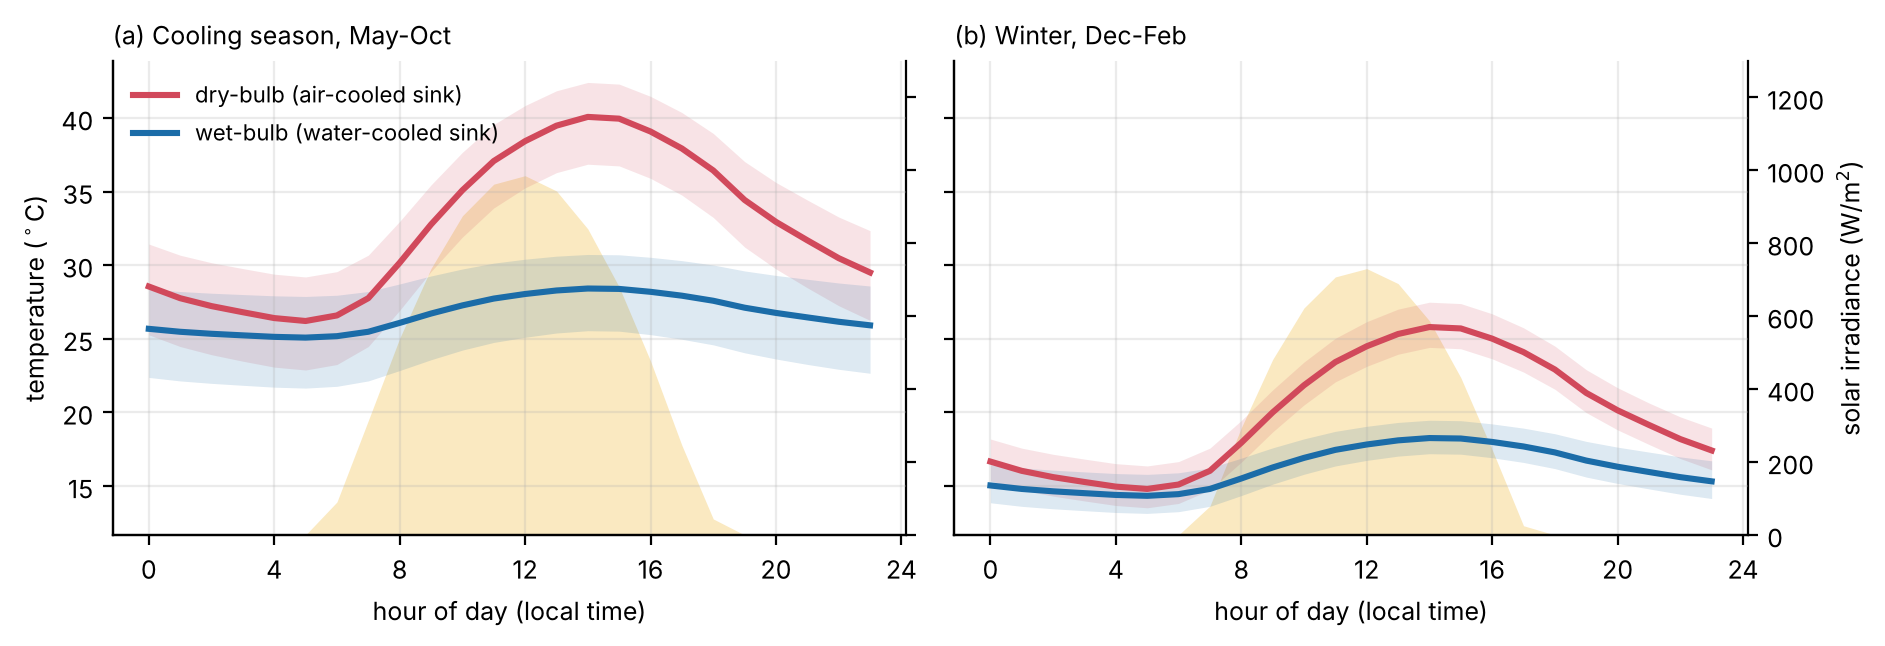 (a) Cooling season, May-Oct
dry-bulb (air-cooled sink)
wet-bulb (water-cooled sink)
temperature (°C)
40
35
30
25
20
15
0 4 8 12 16 20 24
hour of day (local time)
(b) Winter, Dec-Feb
0 4 8 12 16 20 24
hour of day (local time)
1200
1000
800
600
400
200
0
solar irradiance (W/m²)